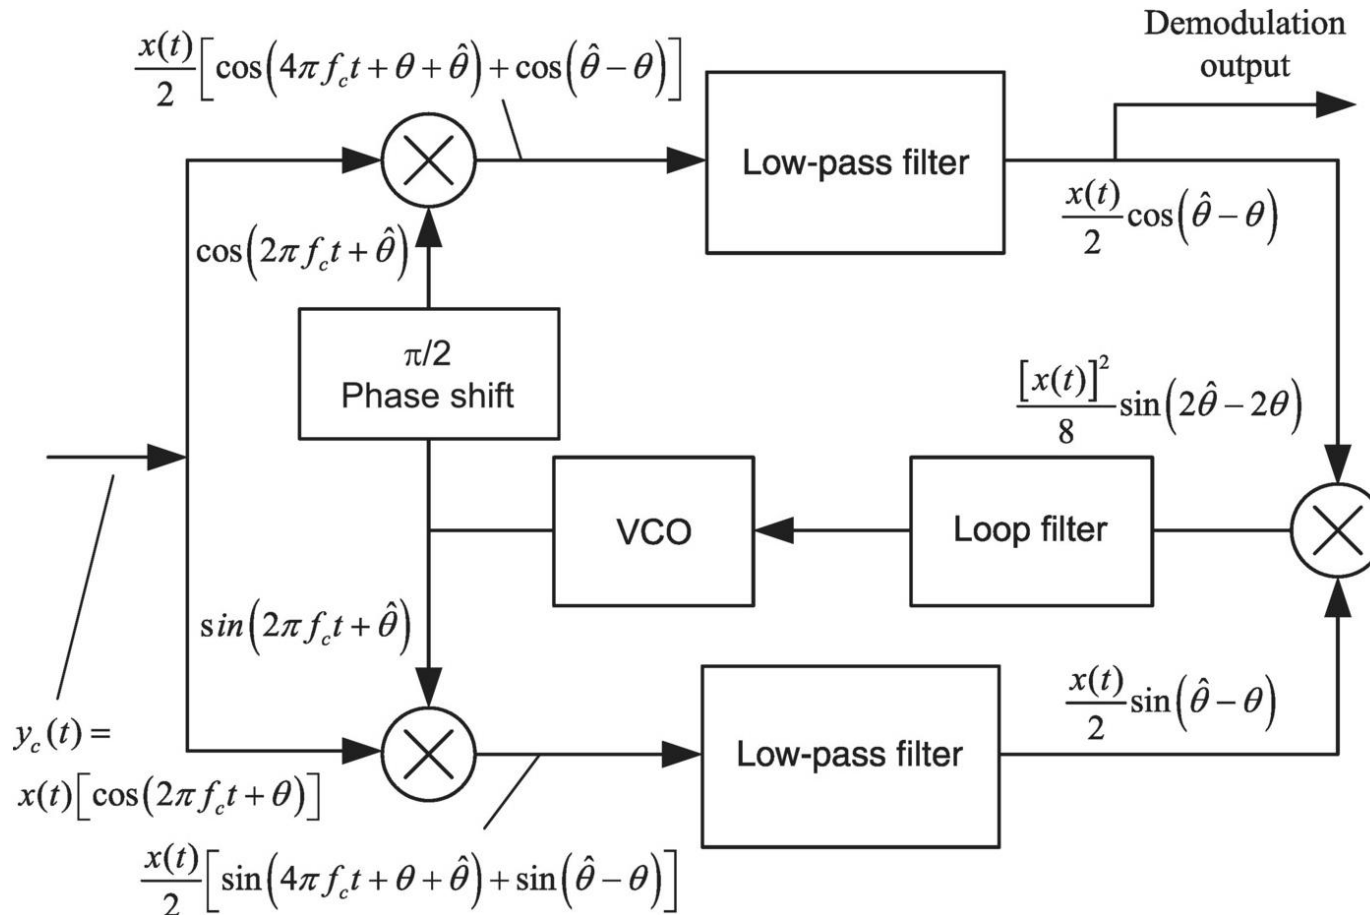 x(t)/2 [cos(4πf_c t + θ + θ̂) + cos(θ̂ − θ)]
Demodulation
output
Low-pass filter
x(t)/2 cos(θ̂ − θ)
cos(2πf_c t + θ̂)
π/2
Phase shift
[x(t)]²/8 sin(2θ̂ − 2θ)
VCO
Loop filter
sin(2πf_c t + θ̂)
y_c(t) =
x(t)[cos(2πf_c t + θ)]
Low-pass filter
x(t)/2 sin(θ̂ − θ)
x(t)/2 [sin(4πf_c t + θ + θ̂) + sin(θ̂ − θ)]